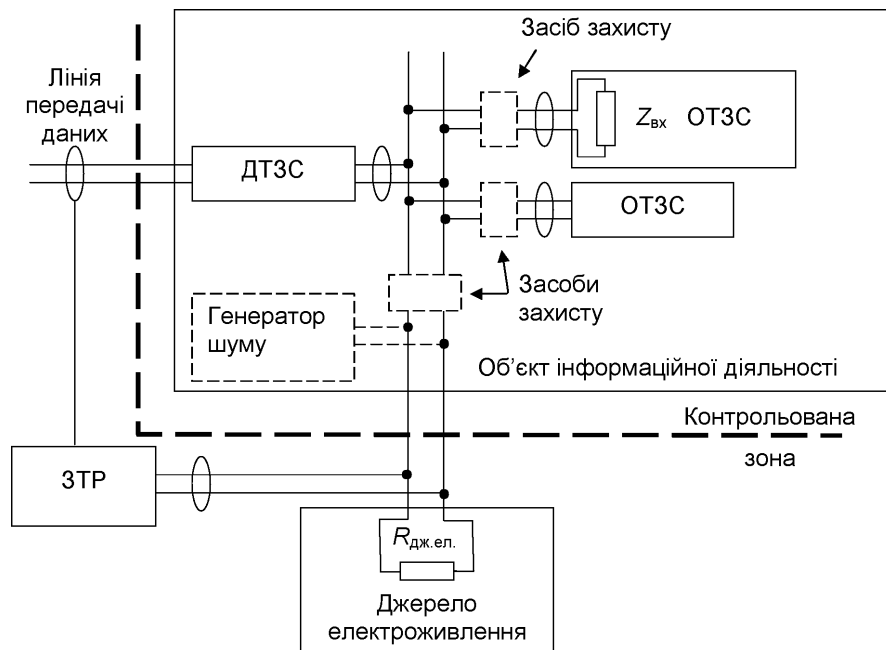 Засіб захисту
Лінія
передачі
даних
Zвх ОТЗС
ДТЗС
ОТЗС
Засоби
захисту
Генератор
шуму
Об’єкт інформаційної діяльності
Контрольована
зона
ЗТР
Rдж.ел.
Джерело
електроживлення